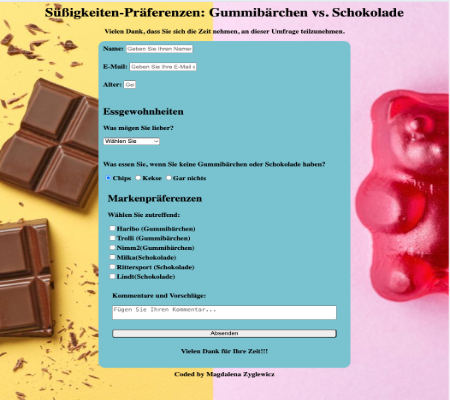 Süßigkeiten-Präferenzen: Gummibärchen vs. Schokolade
Vielen Dank, dass Sie sich die Zeit nehmen, an dieser Umfrage teilzunehmen.
Name: Geben Sie Ihren Namen
E-Mail: Geben Sie Ihre E-Mail
Alter: Gel
Essgewohnheiten
Was mögen Sie lieber?
Wählen Sie
Was essen Sie, wenn Sie keine Gummibärchen oder Schokolade haben?
Chips Kekse Gar nichts
Markenpräferenzen
Wählen Sie zutreffend:
Haribo (Gummibärchen)
Trolli (Gummibärchen)
Nimm2(Gummibärchen)
Milka(Schokolade)
Rittersport (Schokolade)
Lindt(Schokolade)
Kommentare und Vorschläge:
Fügen Sie Ihren Kommentar...
Absenden
Vielen Dank für Ihre Zeit!!!
Coded by Magdalena Zyglewicz